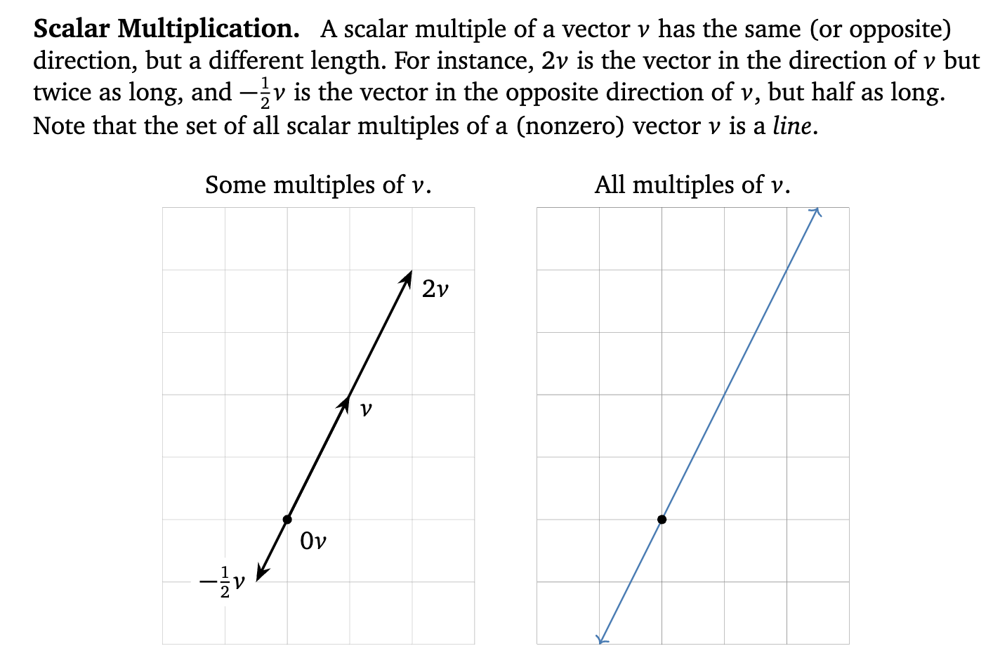 Scalar Multiplication. A scalar multiple of a vector v has the same (or opposite)
direction, but a different length. For instance, 2v is the vector in the direction of v but
twice as long, and −½v is the vector in the opposite direction of v, but half as long.
Note that the set of all scalar multiples of a (nonzero) vector v is a line.
Some multiples of v.
All multiples of v.
2v
v
0v
−½v